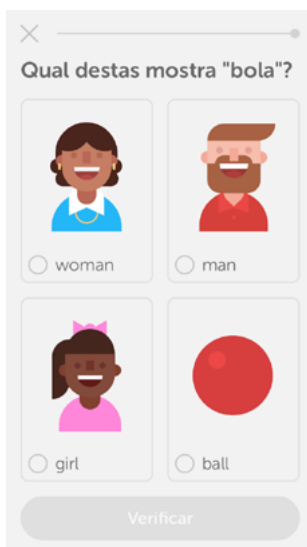 Qual destas mostra "bola"?
woman
man
girl
ball
Verificar